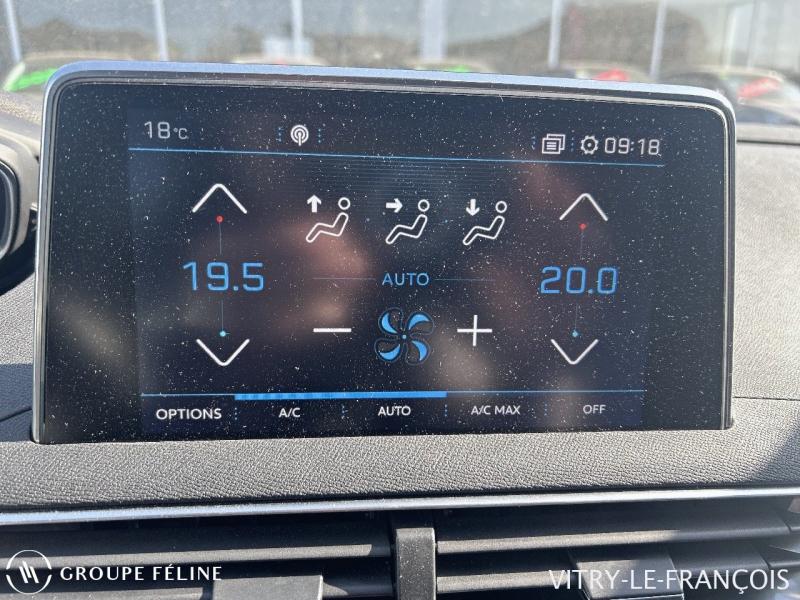 18°C 09:18
19.5 AUTO 20.0
OPTIONS A/C AUTO A/C MAX OFF
GROUPE FÉLINE VITRY-LE-FRANÇOIS